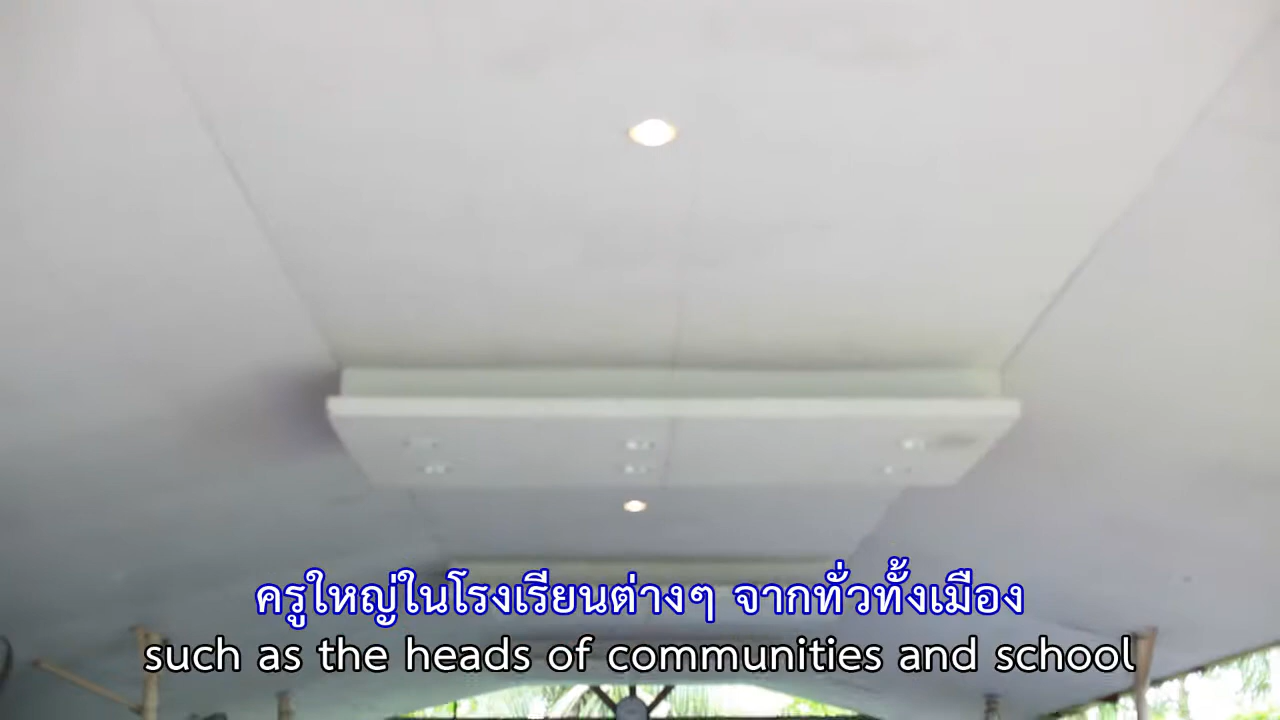 ครูใหญ่ในโรงเรียนต่างๆ จากทั่วทั้งเมือง
such as the heads of communities and school